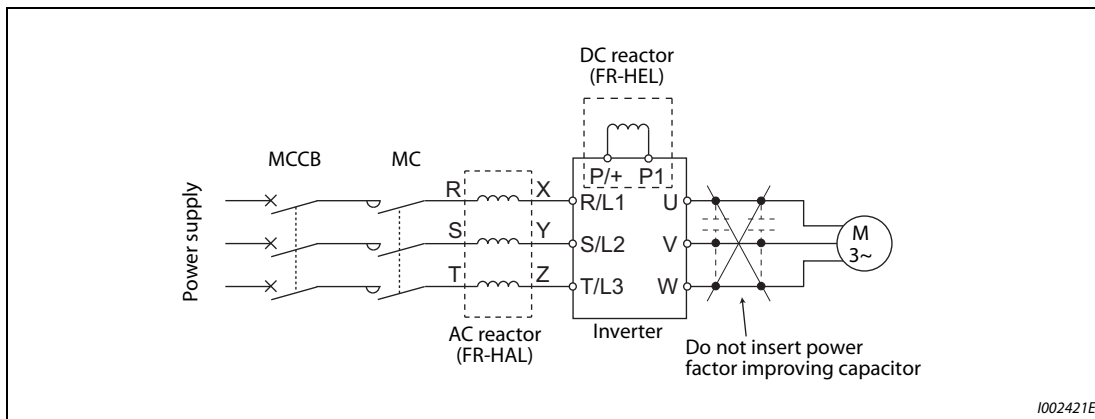 DC reactor
(FR-HEL)
MCCB
MC
P/+ P1
Power supply
R X R/L1 U
S Y S/L2 V
T Z T/L3 W
M
3~
AC reactor
(FR-HAL)
Inverter
Do not insert power
factor improving capacitor
I002421E